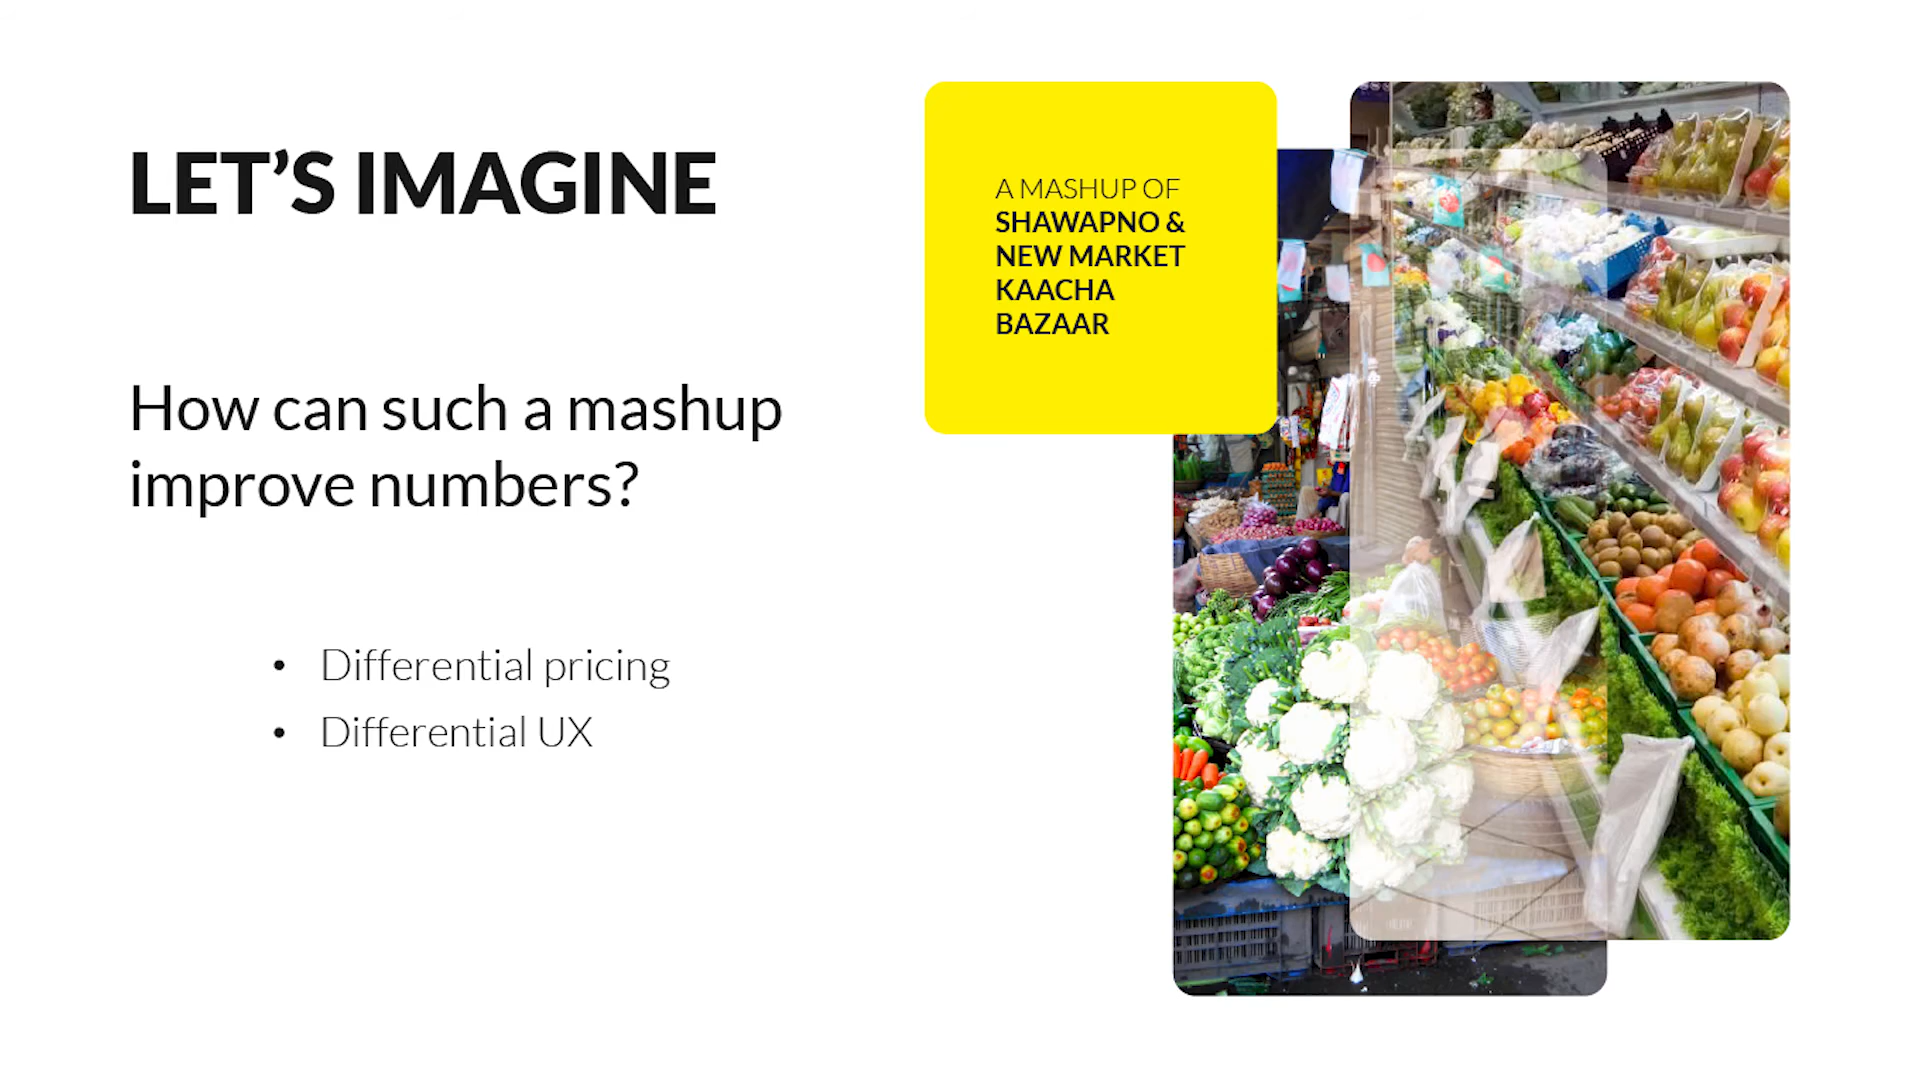 LET’S IMAGINE
How can such a mashup
improve numbers?
• Differential pricing
• Differential UX
A MASHUP OF
SHAWAPNO &
NEW MARKET
KAACHA
BAZAAR